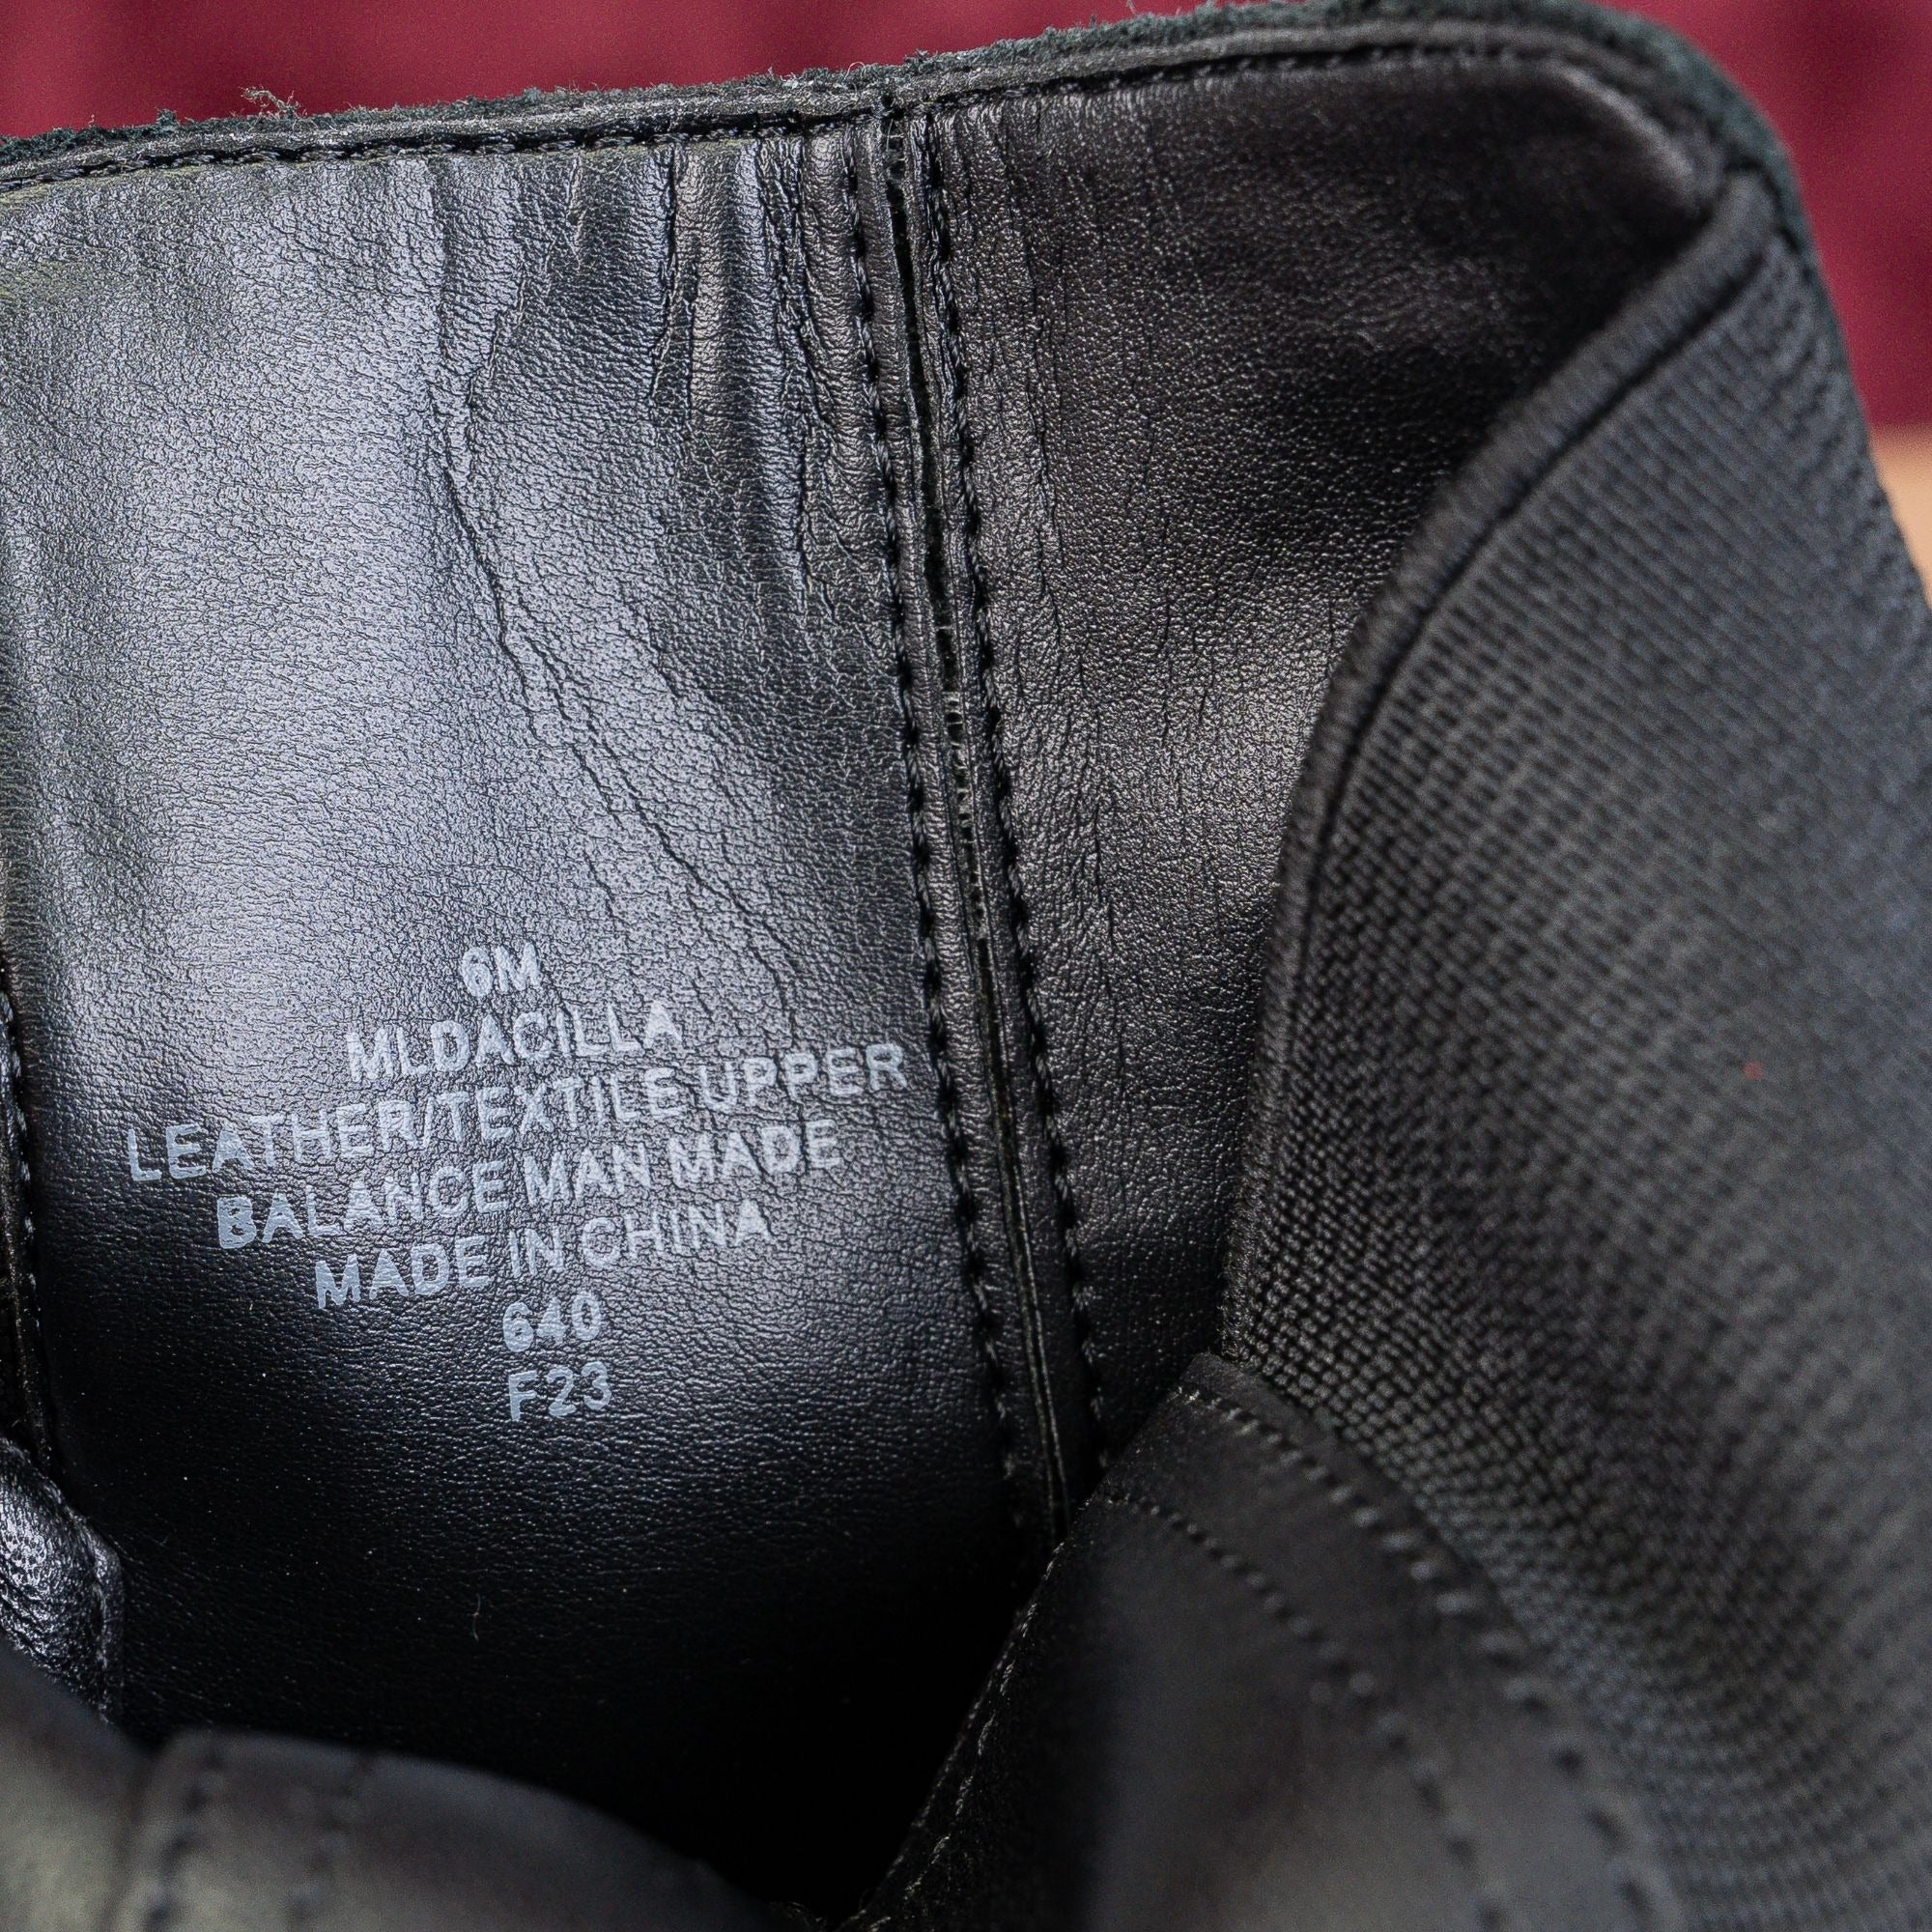 6M
MLDACILLA
LEATHER/TEXTILE UPPER
BALANCE MAN MADE
MADE IN CHINA
640
F23